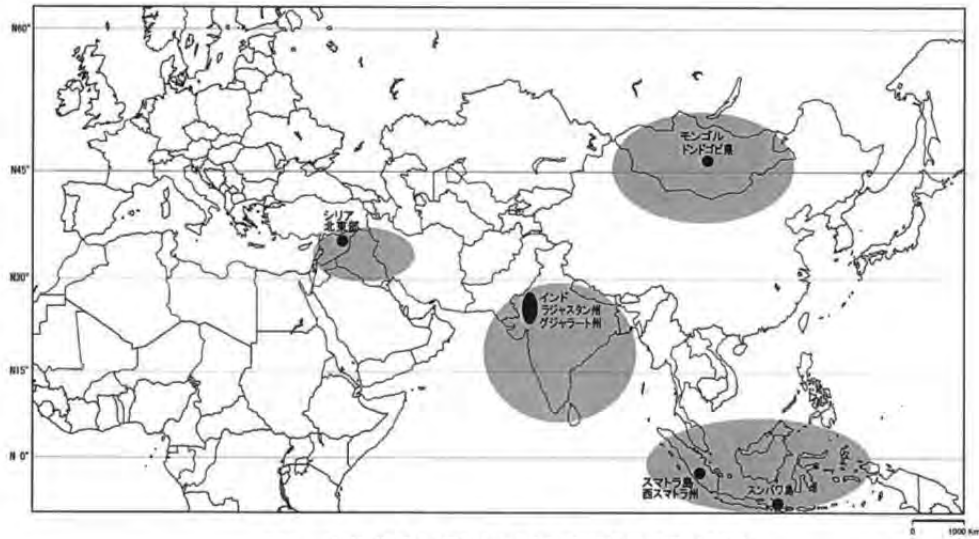 N60°
モンゴル
ドンドゴビ県
N45°
シリア
北東部
N30°
インド
ラジャスタン州
グジャラート州
N15°
N 0°
スマトラ島
西スマトラ州
スンバワ島
0 1000 Km